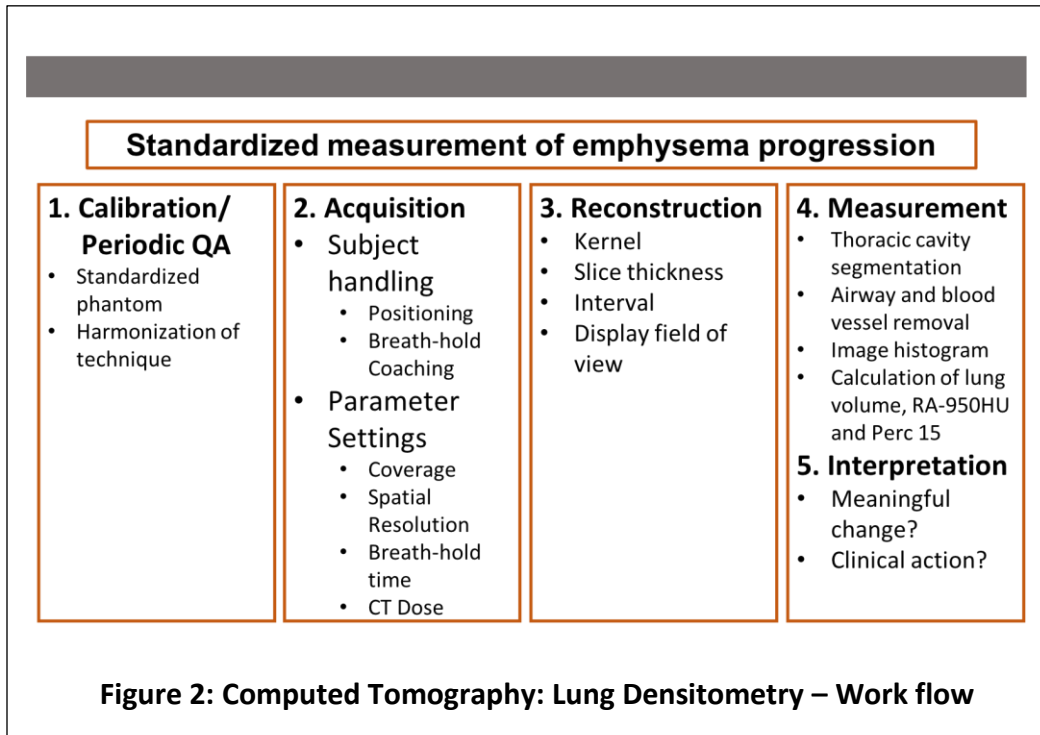 Standardized measurement of emphysema progression
1. Calibration/
Periodic QA
• Standardized
phantom
• Harmonization of
technique
2. Acquisition
• Subject
handling
• Positioning
• Breath-hold
Coaching
• Parameter
Settings
• Coverage
• Spatial
Resolution
• Breath-hold
time
• CT Dose
3. Reconstruction
• Kernel
• Slice thickness
• Interval
• Display field of
view
4. Measurement
• Thoracic cavity
segmentation
• Airway and blood
vessel removal
• Image histogram
• Calculation of lung
volume, RA-950HU
and Perc 15
5. Interpretation
• Meaningful
change?
• Clinical action?
Figure 2: Computed Tomography: Lung Densitometry – Work flow